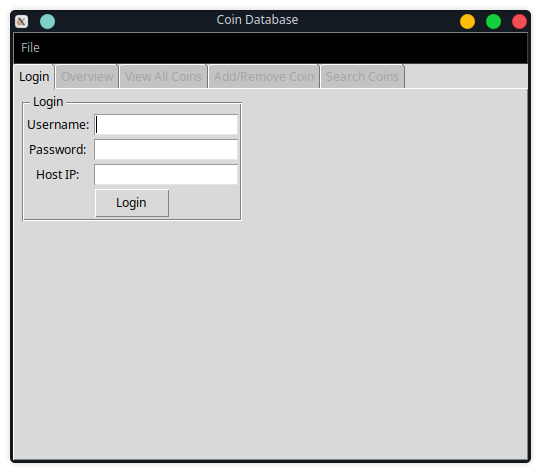 Coin Database
File
Login Overview View All Coins Add/Remove Coin Search Coins
Login
Username:
Password:
Host IP:
Login